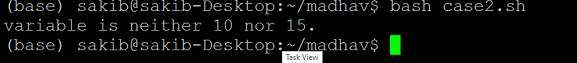 (base) sakib@sakib-Desktop:~/madhav$ bash case2.sh
variable is neither 10 nor 15.
(base) sakib@sakib-Desktop:~/madhav$
Task View